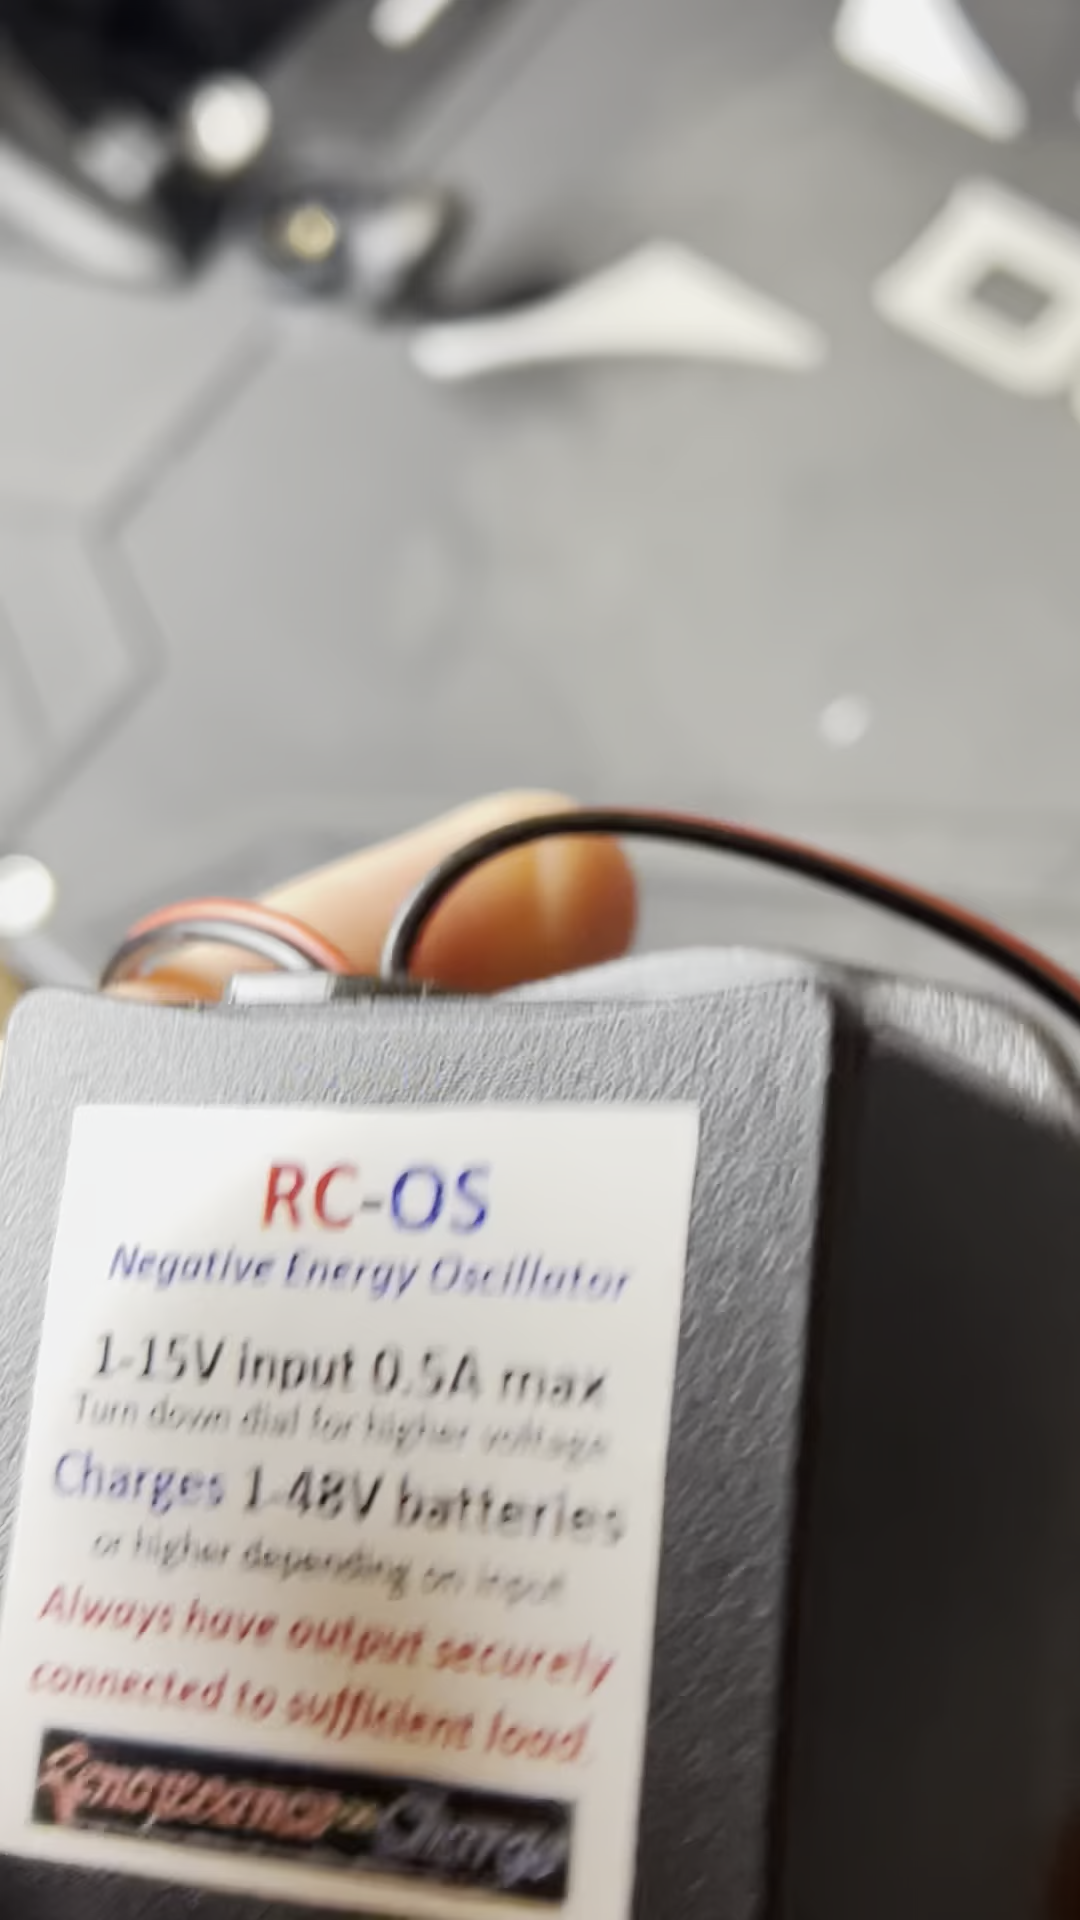 RC-OS
Negative Energy Oscillator
1-15V input 0.5A max
Turn down dial for higher voltage
Charges 1-48V batteries
or higher depending on input
Always have output securely
connected to sufficient load.
Charge